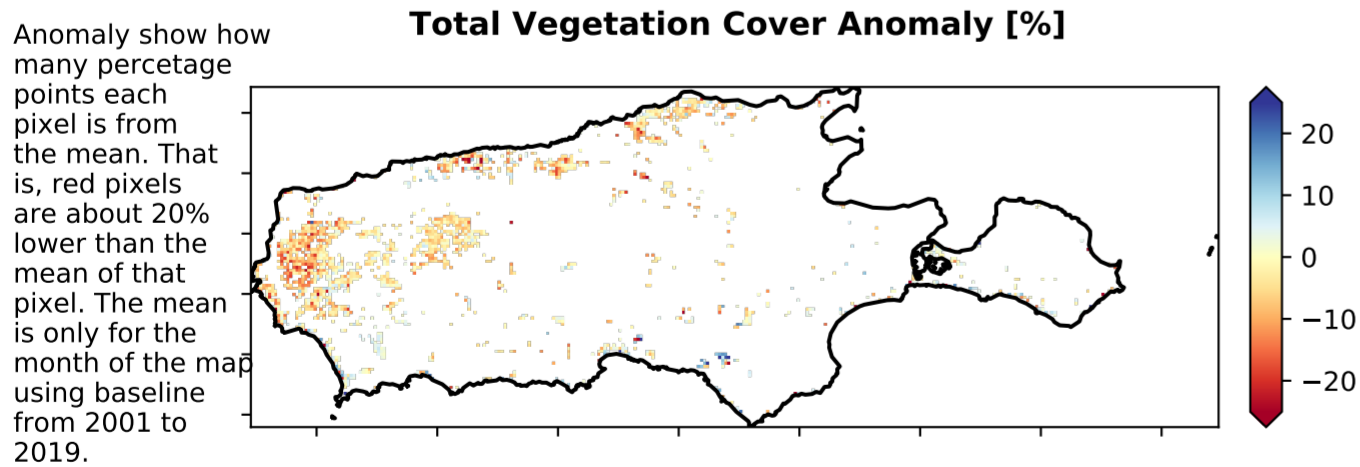 Total Vegetation Cover Anomaly [%]
Anomaly show how
many percetage
points each
pixel is from
the mean. That
is, red pixels
are about 20%
lower than the
mean of that
pixel. The mean
is only for the
month of the map
using baseline
from 2001 to
2019.
20
10
0
−10
−20